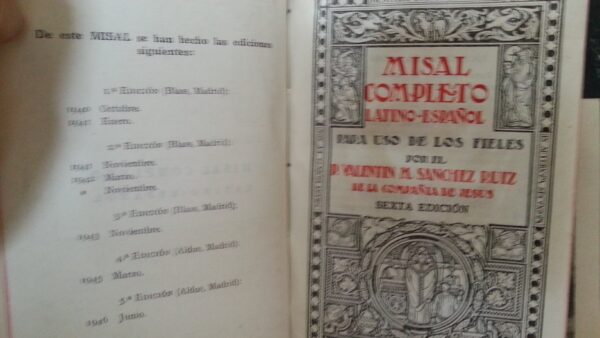 De este MISAL se han hecho las ediciones
siguientes:
1.ª Edición (Blass, Madrid):
1940 Octubre.
1941 Enero.
2.ª Edición (Blass, Madrid):
1941 Noviembre.
1942 Marzo.
» Noviembre.
3.ª Edición (Blass, Madrid):
1943 Noviembre.
4.ª Edición (Aldus, Madrid):
1945 Marzo.
5.ª Edición (Aldus, Madrid):
1946 Junio.
MISAL
COMPLETO
LATINO-ESPAÑOL
PARA USO DE LOS FIELES
POR EL
P. VALENTIN M. SANCHEZ RUIZ
DE LA COMPAÑIA DE JESUS
SEXTA EDICIÓN